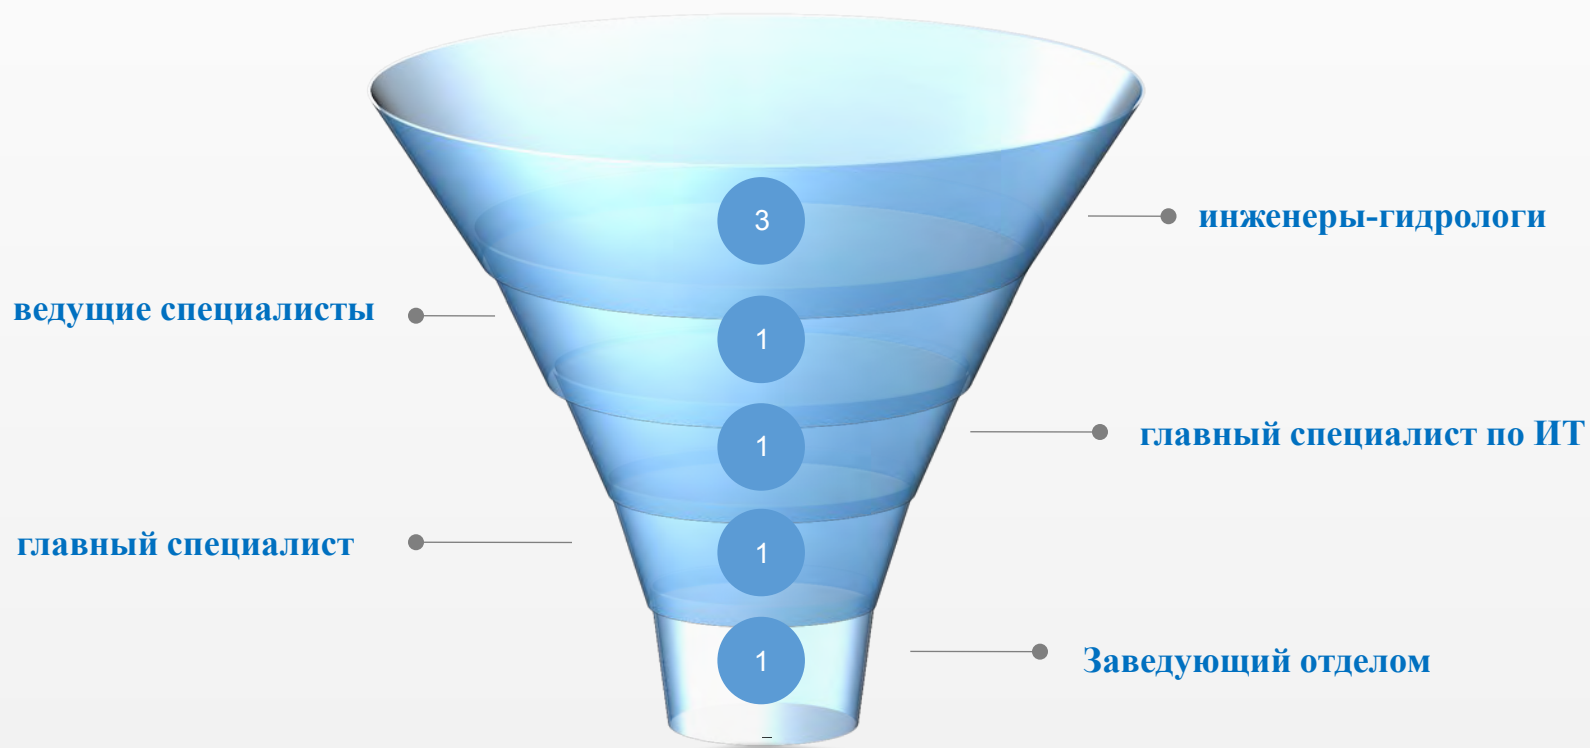 3
инженеры-гидрологи
ведущие специалисты
1
1
главный специалист по ИТ
главный специалист
1
1
Заведующий отделом